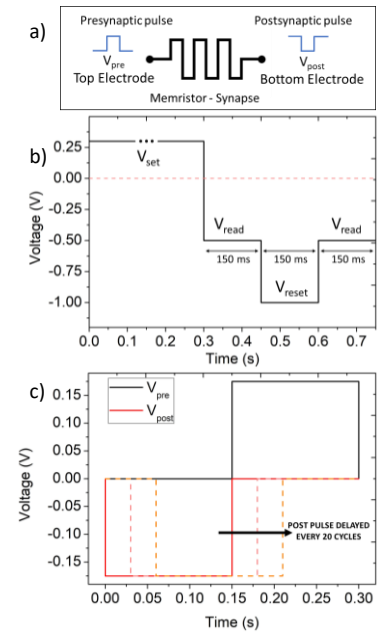 a)
Presynaptic pulse
Postsynaptic pulse
Vpre
Vpost
Top Electrode
Bottom Electrode
Memristor - Synapse
b)
Voltage (V)
0.25
0.00
-0.25
-0.50
-0.75
-1.00
Vset
Vread
Vread
150 ms
150 ms
150 ms
Vreset
0.0 0.1 0.2 0.3 0.4 0.5 0.6 0.7
Time (s)
c)
Voltage (V)
0.15
0.10
0.05
0.00
-0.05
-0.10
-0.15
Vpre
Vpost
POST PULSE DELAYED
EVERY 20 CYCLES
0.00 0.05 0.10 0.15 0.20 0.25 0.30
Time (s)